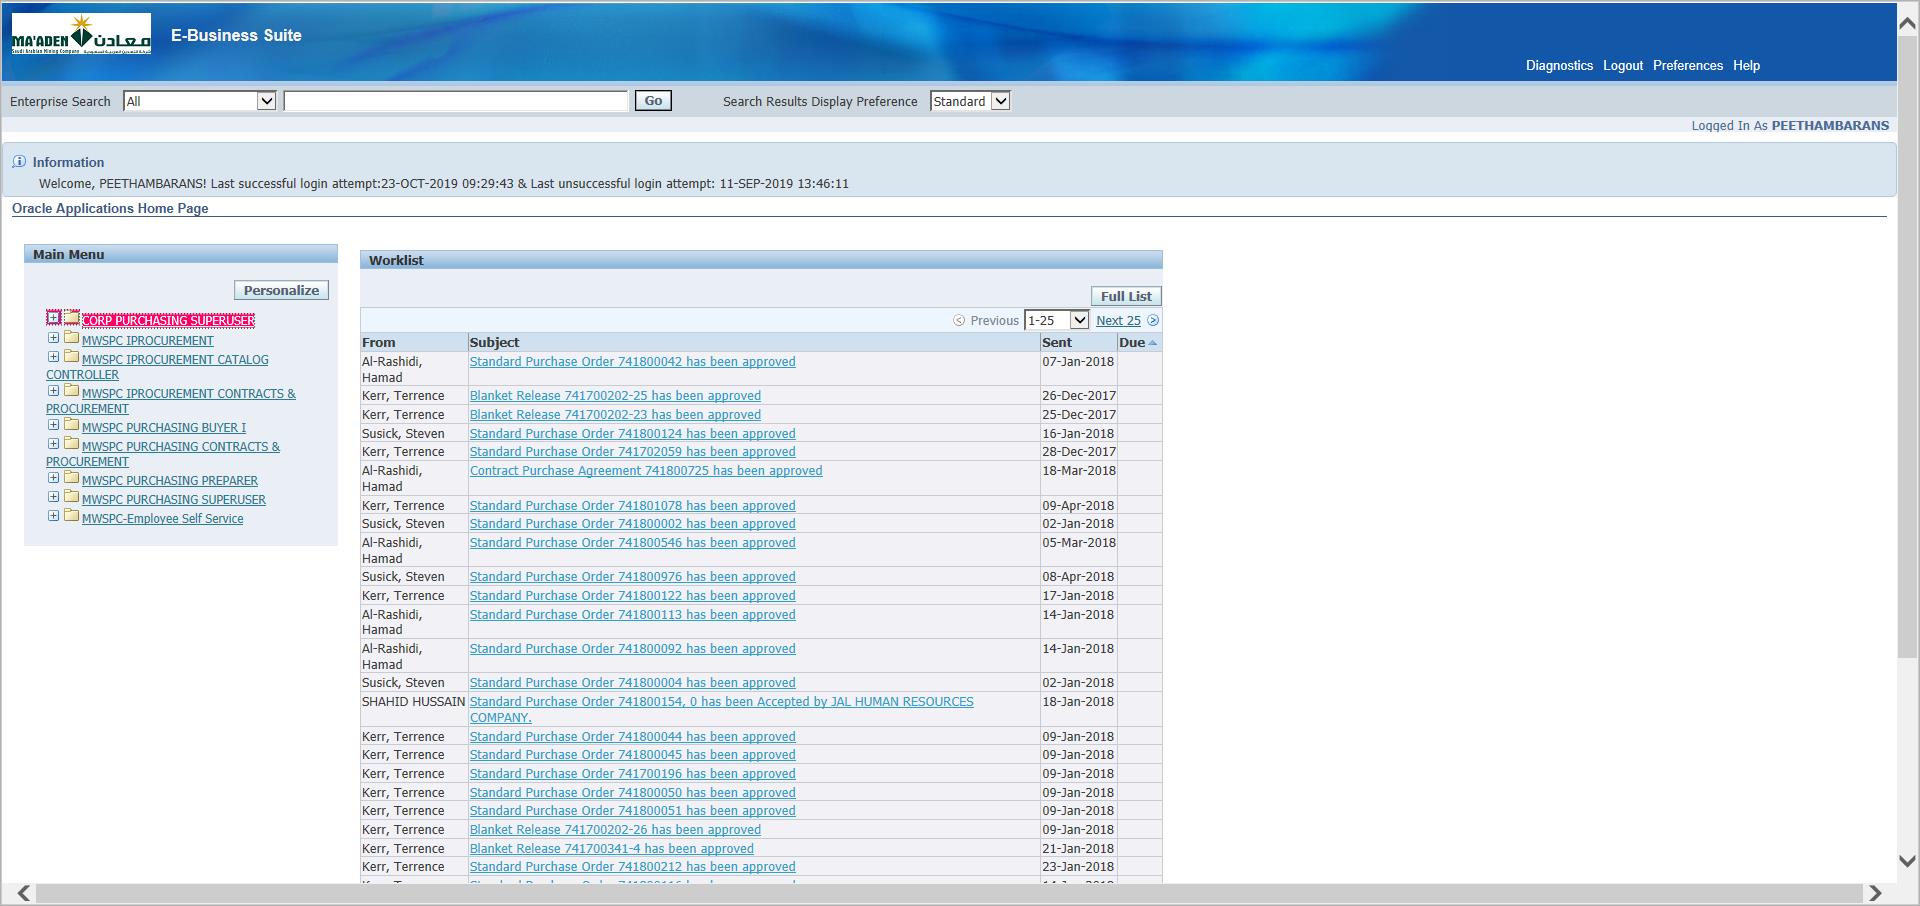 MA'ADEN معادن
Saudi Arabian Mining Company
E-Business Suite
Diagnostics Logout Preferences Help
Enterprise Search All Go Search Results Display Preference Standard
Logged In As PEETHAMBARANS
Information
Welcome, PEETHAMBARANS! Last successful login attempt:23-OCT-2019 09:29:43 & Last unsuccessful login attempt: 11-SEP-2019 13:46:11
Oracle Applications Home Page
Main Menu
Personalize
CORP PURCHASING SUPERUSER
MWSPC IPROCUREMENT
MWSPC IPROCUREMENT CATALOG
CONTROLLER
MWSPC IPROCUREMENT CONTRACTS &
PROCUREMENT
MWSPC PURCHASING BUYER I
MWSPC PURCHASING CONTRACTS &
PROCUREMENT
MWSPC PURCHASING PREPARER
MWSPC PURCHASING SUPERUSER
MWSPC-Employee Self Service
Worklist
Full List
Previous 1-25 Next 25
From Subject Sent Due
Al-Rashidi, Standard Purchase Order 741800042 has been approved 07-Jan-2018
Hamad
Kerr, Terrence Blanket Release 741700202-25 has been approved 26-Dec-2017
Kerr, Terrence Blanket Release 741700202-23 has been approved 25-Dec-2017
Susick, Steven Standard Purchase Order 741800124 has been approved 16-Jan-2018
Kerr, Terrence Standard Purchase Order 741702059 has been approved 28-Dec-2017
Al-Rashidi, Contract Purchase Agreement 741800725 has been approved 18-Mar-2018
Hamad
Kerr, Terrence Standard Purchase Order 741801078 has been approved 09-Apr-2018
Susick, Steven Standard Purchase Order 741800002 has been approved 02-Jan-2018
Al-Rashidi, Standard Purchase Order 741800546 has been approved 05-Mar-2018
Hamad
Susick, Steven Standard Purchase Order 741800976 has been approved 08-Apr-2018
Kerr, Terrence Standard Purchase Order 741800122 has been approved 17-Jan-2018
Al-Rashidi, Standard Purchase Order 741800113 has been approved 14-Jan-2018
Hamad
Al-Rashidi, Standard Purchase Order 741800092 has been approved 14-Jan-2018
Hamad
Susick, Steven Standard Purchase Order 741800004 has been approved 02-Jan-2018
SHAHID HUSSAIN Standard Purchase Order 741800154, 0 has been Accepted by JAL HUMAN RESOURCES 18-Jan-2018
COMPANY.
Kerr, Terrence Standard Purchase Order 741800044 has been approved 09-Jan-2018
Kerr, Terrence Standard Purchase Order 741800045 has been approved 09-Jan-2018
Kerr, Terrence Standard Purchase Order 741700196 has been approved 09-Jan-2018
Kerr, Terrence Standard Purchase Order 741800050 has been approved 09-Jan-2018
Kerr, Terrence Standard Purchase Order 741800051 has been approved 09-Jan-2018
Kerr, Terrence Blanket Release 741700202-26 has been approved 09-Jan-2018
Kerr, Terrence Blanket Release 741700341-4 has been approved 21-Jan-2018
Kerr, Terrence Standard Purchase Order 741800212 has been approved 23-Jan-2018